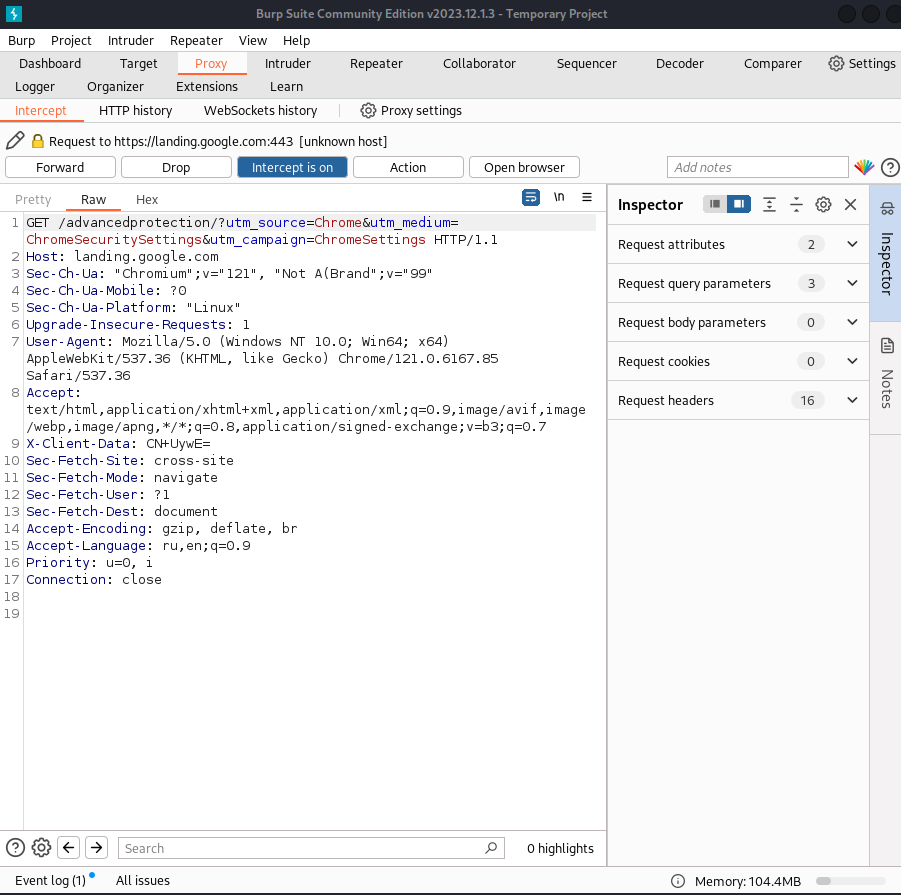 Burp Suite Community Edition v2023.12.1.3 - Temporary Project
Burp Project Intruder Repeater View Help
Dashboard Target Proxy Intruder Repeater Collaborator Sequencer Decoder Comparer Settings
Logger Organizer Extensions Learn
Intercept HTTP history WebSockets history Proxy settings
Request to https://landing.google.com:443 [unknown host]
Forward Drop Intercept is on Action Open browser Add notes
Pretty Raw Hex \n
1 GET /advancedprotection/?utm_source=Chrome&utm_medium=
ChromeSecuritySettings&utm_campaign=ChromeSettings HTTP/1.1
2 Host: landing.google.com
3 Sec-Ch-Ua: "Chromium";v="121", "Not A(Brand";v="99"
4 Sec-Ch-Ua-Mobile: ?0
5 Sec-Ch-Ua-Platform: "Linux"
6 Upgrade-Insecure-Requests: 1
7 User-Agent: Mozilla/5.0 (Windows NT 10.0; Win64; x64)
AppleWebKit/537.36 (KHTML, like Gecko) Chrome/121.0.6167.85
Safari/537.36
8 Accept:
text/html,application/xhtml+xml,application/xml;q=0.9,image/avif,image
/webp,image/apng,*/*;q=0.8,application/signed-exchange;v=b3;q=0.7
9 X-Client-Data: CN+UywE=
10 Sec-Fetch-Site: cross-site
11 Sec-Fetch-Mode: navigate
12 Sec-Fetch-User: ?1
13 Sec-Fetch-Dest: document
14 Accept-Encoding: gzip, deflate, br
15 Accept-Language: ru,en;q=0.9
16 Priority: u=0, i
17 Connection: close
18
19
Inspector
Request attributes 2
Request query parameters 3
Request body parameters 0
Request cookies 0
Request headers 16
Inspector
Notes
Search 0 highlights
Event log (1) All issues Memory: 104.4MB